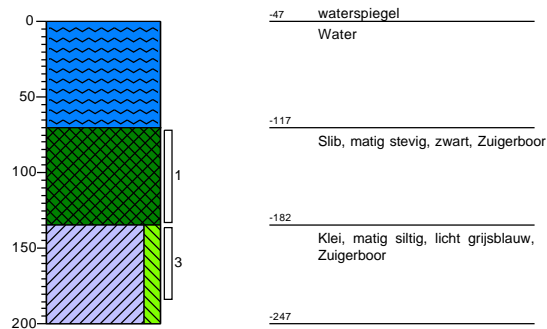 0
50
100
150
200
1
3
-47 waterspiegel
Water
-117
Slib, matig stevig, zwart, Zuigerboor
-182
Klei, matig siltig, licht grijsblauw,
Zuigerboor
-247